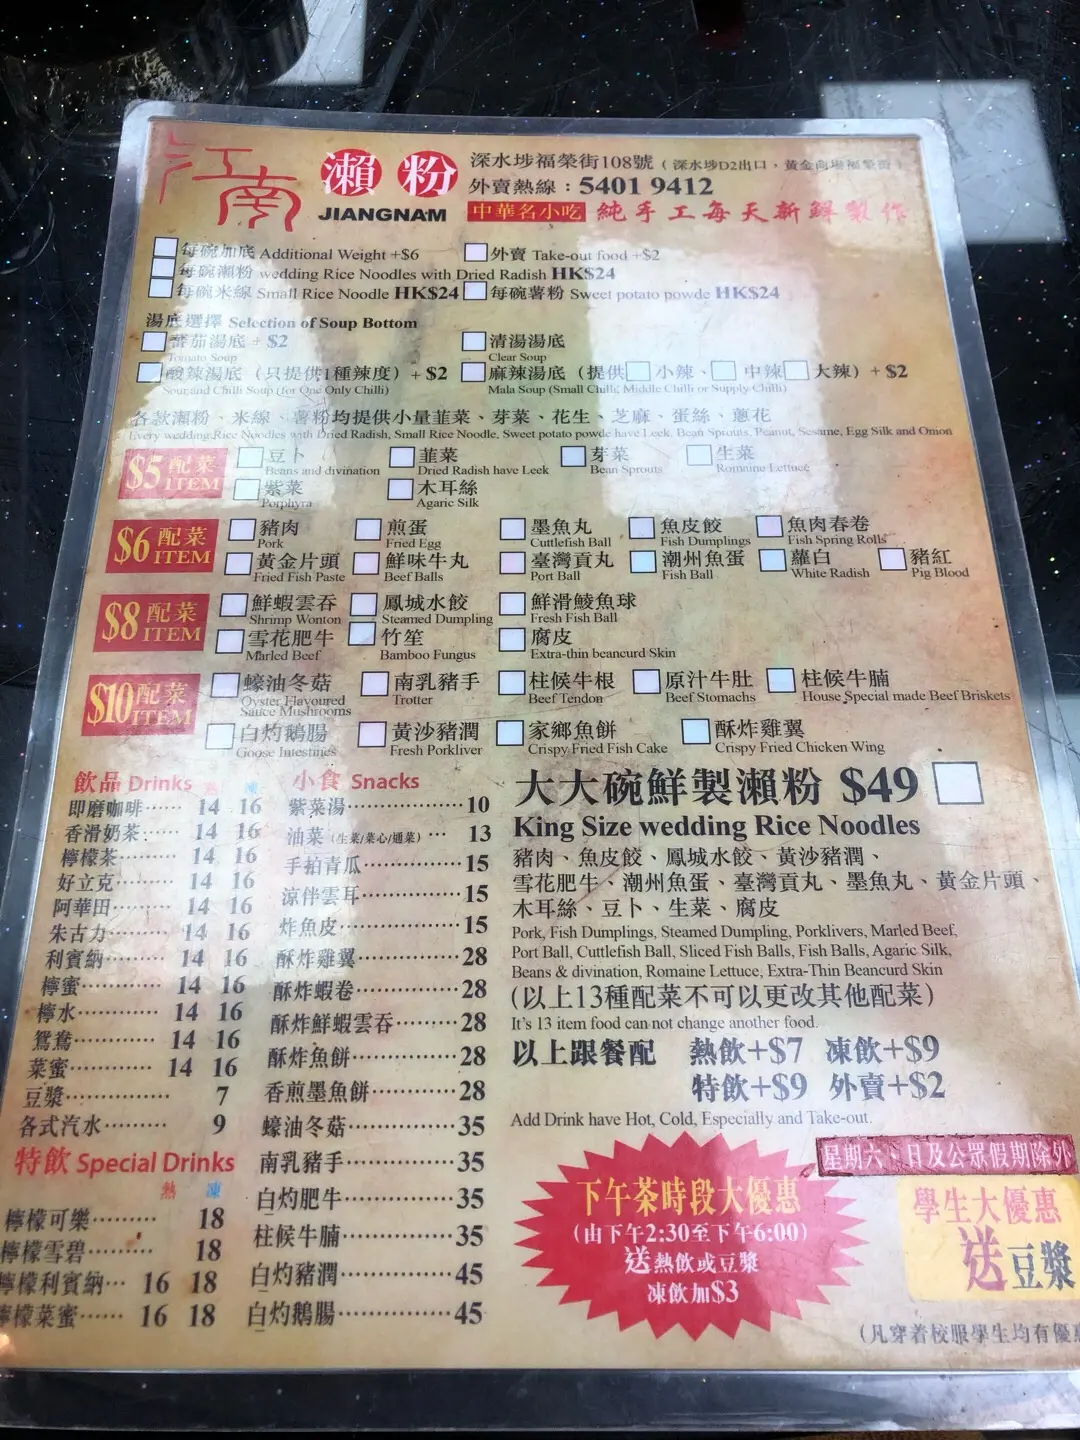 江南 瀨粉 JIANGNAM
深水埗福榮街108號 ( 深水埗D2出口，黃金商場福榮街 )
外賣熱線：5401 9412
中華名小吃 純手工每天新鮮製作
每碗加底 Additional Weight +$6 外賣 Take-out food +$2
每碗瀨粉 wedding Rice Noodles with Dried Radish HK$24
每碗米線 Small Rice Noodle HK$24 每碗薯粉 Sweet potato powde HK$24
湯底選擇 Selection of Soup Bottom
蕃茄湯底 + $2 清湯湯底
Tomato Soup Clear Soup
酸辣湯底（只提供1種辣度）+ $2 麻辣湯底（提供 小辣、 中辣 大辣）+ $2
Sour and Chilli Soup (for One Only Chilli) Mala Soup (Small Chilli, Middle Chilli or Supply Chilli)
各款瀨粉、米線、薯粉均提供小量韮菜、芽菜、花生、芝麻、蛋絲、蔥花
Every wedding Rice Noodles with Dried Radish, Small Rice Noodle, Sweet potato powde have Leek, Bean Sprouts, Peanut, Sesame, Egg Silk and Onion
$5 配菜 ITEM
豆卜 韮菜 芽菜 生菜
Beans and divination Dried Radish have Leek Bean Sprouts Romaine Lettuce
紫菜 木耳絲
Porphyra Agaric Silk
$6 配菜 ITEM
豬肉 煎蛋 墨魚丸 魚皮餃 魚肉春卷
Pork Fried Egg Cuttlefish Ball Fish Dumplings Fish Spring Rolls
黃金片頭 鮮味牛丸 臺灣貢丸 潮州魚蛋 蘿白 豬紅
Fried Fish Paste Beef Balls Port Ball Fish Ball White Radish Pig Blood
$8 配菜 ITEM
鮮蝦雲吞 鳳城水餃 鮮滑鯪魚球
Shrimp Wonton Steamed Dumpling Fresh Fish Ball
雪花肥牛 竹笙 腐皮
Marled Beef Bamboo Fungus Extra-thin beancurd Skin
$10 配菜 ITEM
蠔油冬菇 南乳豬手 柱候牛根 原汁牛肚 柱候牛腩
Oyster Flavoured Sauce Mushrooms Trotter Beef Tendon Beef Stomachs House Special made Beef Briskets
白灼鵝腸 黃沙豬潤 家鄉魚餅 酥炸雞翼
Goose Intestines Fresh Porkliver Crispy Fried Fish Cake Crispy Fried Chicken Wing
飲品 Drinks 熱 凍
即磨咖啡…… 14 16
香滑奶茶…… 14 16
檸檬茶…… 14 16
好立克…… 14 16
阿華田…… 14 16
朱古力…… 14 16
利賓納…… 14 16
檸蜜………… 14 16
檸水………… 14 16
鴛鴦………… 14 16
菜蜜………… 14 16
豆漿……………… 7
各式汽水……… 9
特飲 Special Drinks
熱 凍
檸檬可樂……… 18
檸檬雪碧……… 18
檸檬利賓納… 16 18
檸檬菜蜜…… 16 18
小食 Snacks
紫菜湯……………10
油菜 (生菜/菜心/通菜) … 13
手拍青瓜…………15
涼伴雲耳…………15
炸魚皮……………15
酥炸雞翼…………28
酥炸蝦卷…………28
酥炸鮮蝦雲吞………28
酥炸魚餅…………28
香煎墨魚餅………28
蠔油冬菇…………35
南乳豬手…………35
白灼肥牛…………35
柱候牛腩…………35
白灼豬潤…………45
白灼鵝腸…………45
大大碗鮮製瀨粉 $49
King Size wedding Rice Noodles
豬肉、魚皮餃、鳳城水餃、黃沙豬潤、
雪花肥牛、潮州魚蛋、臺灣貢丸、墨魚丸、黃金片頭、
木耳絲、豆卜、生菜、腐皮
Pork, Fish Dumplings, Steamed Dumping, Porklivers, Marled Beef,
Port Ball, Cuttlefish Ball, Sliced Fish Balls, Fish Balls, Agaric Silk,
Beans & divination, Romaine Lettuce, Extra-Thin Beancurd Skin
(以上13種配菜不可以更改其他配菜)
It's 13 item food can not change another food.
以上跟餐配 熱飲+$7 凍飲+$9
特飲+$9 外賣+$2
Add Drink have Hot, Cold, Especially and Take-out.
下午茶時段大優惠
(由下午2:30至下午6:00)
送熱飲或豆漿
凍飲加$3
星期六、日及公眾假期除外
學生大優惠
送豆漿
（凡穿着校服學生均有優惠